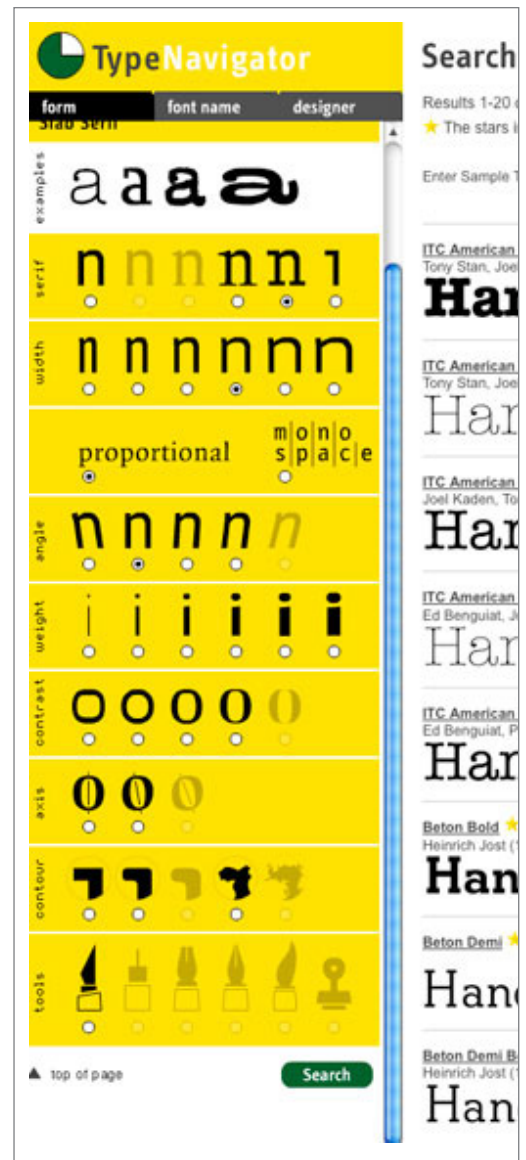 TypeNavigator
form font name designer
Slab Serif
examples
a a a a
serif
n n n n n ı
width
n n n n n n
proportional
mono
space
angle
n n n n n
weight
i i i i i i
contrast
o o o o o
axis
o o o
contour
tools
top of page
Search
Search
Results 1-20
The stars i
Enter Sample T
ITC American
Tony Stan, Joe
Har
ITC American
Tony Stan, Joe
Har
ITC American
Joel Kaden, To
Har
ITC American
Ed Benguiat, J
Har
ITC American
Ed Benguiat, P
Har
Beton Bold
Heinrich Jost (
Han
Beton Demi
Hand
Beton Demi B
Heinrich Jost (
Han